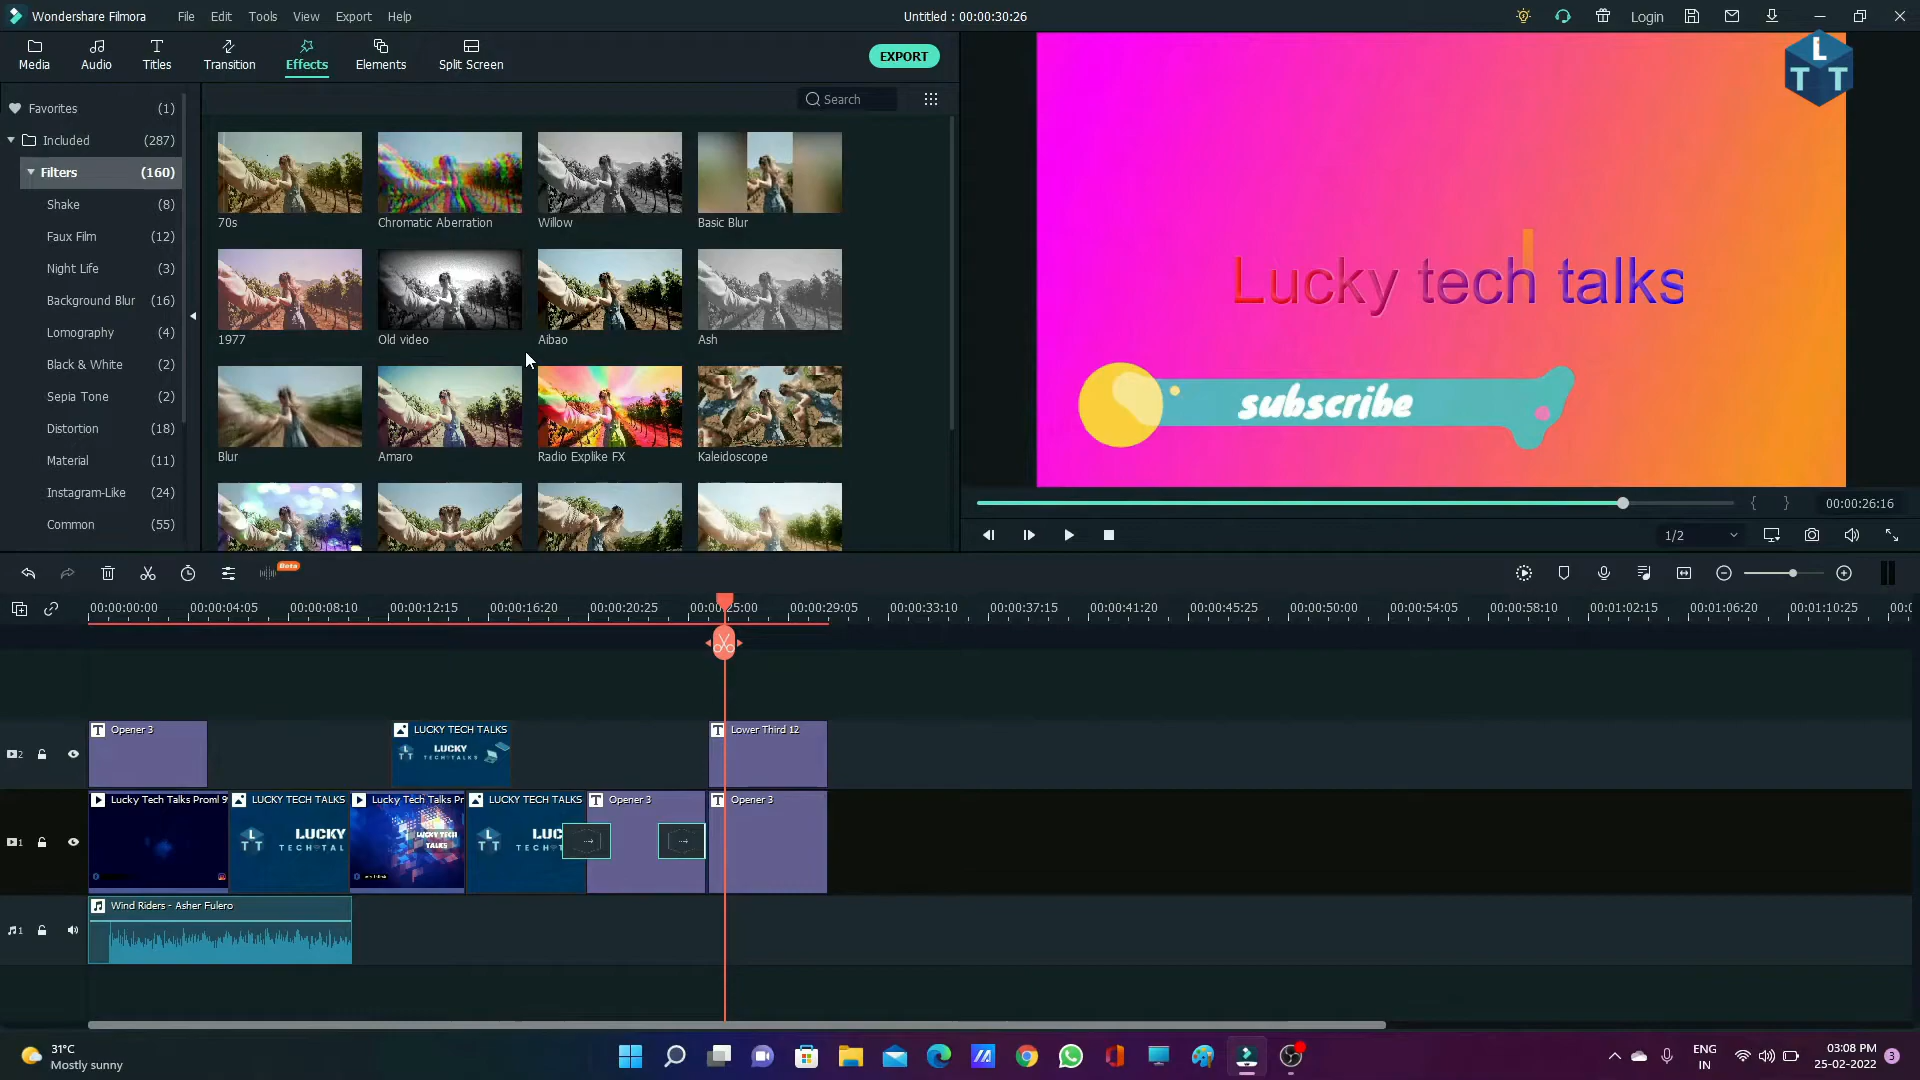 Wondershare Filmora File Edit Tools View Export Help Untitled : 00:00:30:26 Login
Media Audio Titles Transition Effects Elements Split Screen EXPORT
Favorites (1) Search
Included (287)
Filters (160)
Shake (8)
Faux Film (12)
Night Life (3)
Background Blur (16)
Lomography (4)
Black & White (2)
Sepia Tone (2)
Distortion (18)
Material (11)
Instagram-Like (24)
Common (55)
70s Chromatic Aberration Willow Basic Blur
1977 Old video Aibao Ash
Blur Amaro Radio Explike FX Kaleidoscope
L
T T
Lucky tech talks
subscribe
00:00:26:16
1/2
Beta
00:00:00:00 00:00:04:05 00:00:08:10 00:00:12:15 00:00:16:20 00:00:20:25 00:00:25:00 00:00:29:05 00:00:33:10 00:00:37:15 00:00:41:20 00:00:45:25 00:00:50:00 00:00:54:05 00:00:58:10 00:01:02:15 00:01:06:20 00:01:10:25
Opener 3 LUCKY TECH TALKS Lower Third 12
LUCKY
TECH TALKS
2
Lucky Tech Talks Proml 9 LUCKY TECH TALKS Lucky Tech Talks Pr LUCKY TECH TALKS Opener 3 Opener 3
LUCKY
TECH TAL
LUCKY TECH
TALKS
LUC
TECH
1
Wind Riders - Asher Fulero
1
31°C
Mostly sunny
ENG
IN
03:08 PM
25-02-2022
3